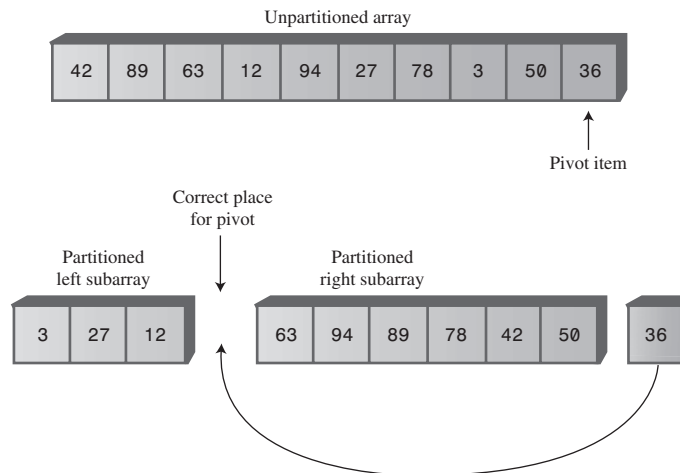 Unpartitioned array
42 89 63 12 94 27 78 3 50 36
Pivot item
Correct place
for pivot
Partitioned
left subarray
Partitioned
right subarray
3 27 12
63 94 89 78 42 50
36